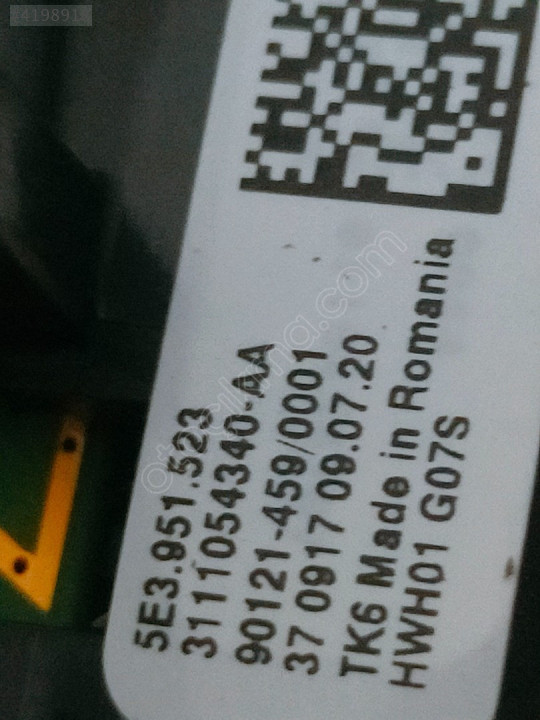 419891
5E3.951.523
3111054340-AA
90121-459/0001
37 0917 09.07.20
TK6 Made in Romania
HWH01 G07S